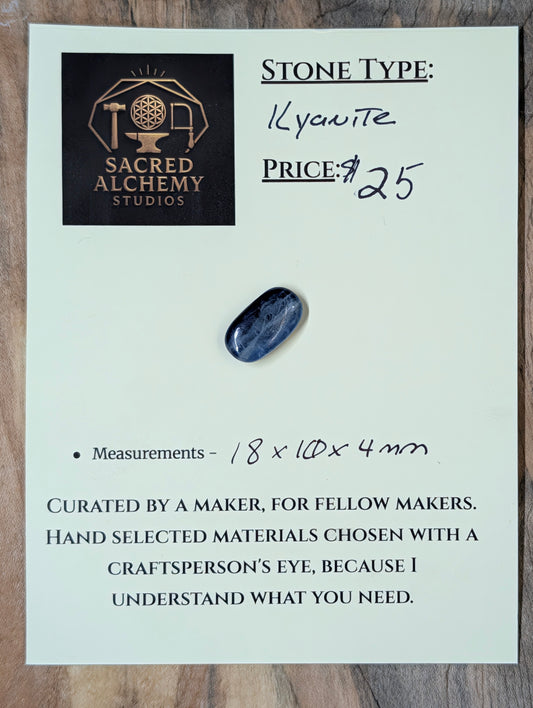 SACRED
ALCHEMY
STUDIOS
STONE TYPE:
Kyanite
PRICE:$25
• Measurements - 18 x 10 x 4mm
CURATED BY A MAKER, FOR FELLOW MAKERS.
HAND SELECTED MATERIALS CHOSEN WITH A
CRAFTSPERSON'S EYE, BECAUSE I
UNDERSTAND WHAT YOU NEED.